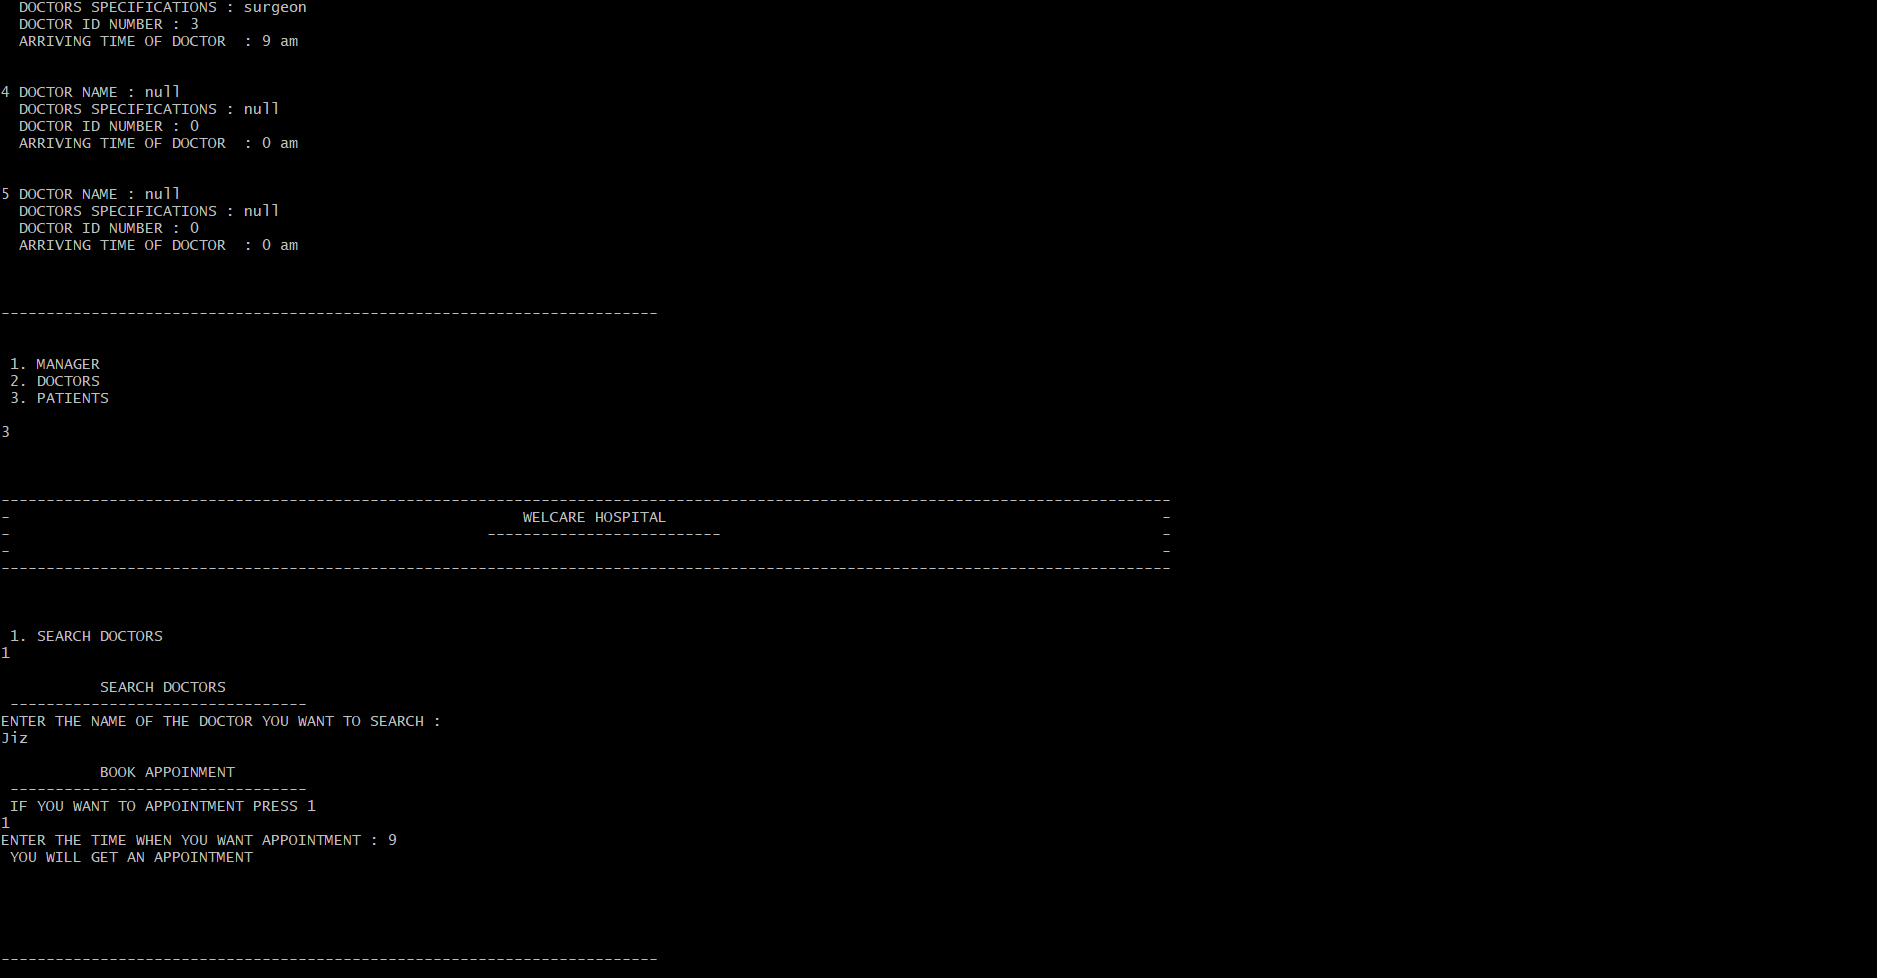 DOCTORS SPECIFICATIONS : surgeon
DOCTOR ID NUMBER : 3
ARRIVING TIME OF DOCTOR  : 9 am
4 DOCTOR NAME : null
DOCTORS SPECIFICATIONS : null
DOCTOR ID NUMBER : 0
ARRIVING TIME OF DOCTOR  : 0 am
5 DOCTOR NAME : null
DOCTORS SPECIFICATIONS : null
DOCTOR ID NUMBER : 0
ARRIVING TIME OF DOCTOR  : 0 am
-------------------------------------------------------------------------
1. MANAGER
2. DOCTORS
3. PATIENTS
3
----------------------------------------------------------------------------------------------------------------------------------
- WELCARE HOSPITAL -
- -------------------------- -
- -
----------------------------------------------------------------------------------------------------------------------------------
1. SEARCH DOCTORS
1
SEARCH DOCTORS
---------------------------------
ENTER THE NAME OF THE DOCTOR YOU WANT TO SEARCH :
Jiz
BOOK APPOINMENT
---------------------------------
IF YOU WANT TO APPOINTMENT PRESS 1
1
ENTER THE TIME WHEN YOU WANT APPOINTMENT : 9
YOU WILL GET AN APPOINTMENT
-------------------------------------------------------------------------